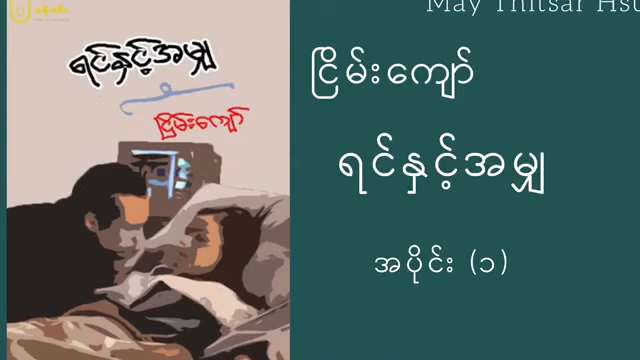 May Thitsar Hsu
ရင်နှင့်အမျှ
ငြိမ်းကျော်
ငြိမ်းကျော်
ရင်နှင့်အမျှ
အပိုင်း (၁)